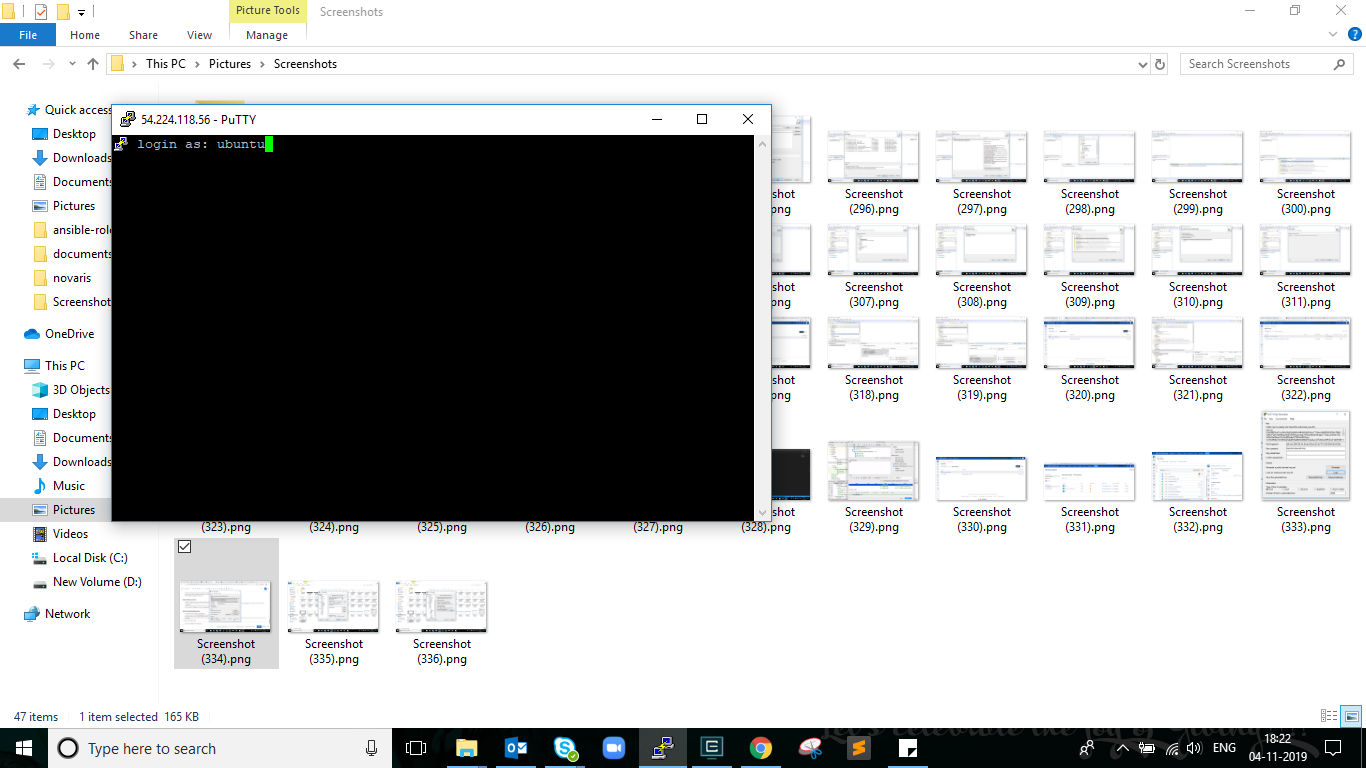 Picture Tools
Screenshots
File
Home
Share
View
Manage
This PC
Pictures
Screenshots
Search Screenshots
Quick access
Desktop
Downloads
Documents
Pictures
ansible-role
documents
novaris
Screenshot
OneDrive
This PC
3D Objects
Desktop
Documents
Downloads
Music
Pictures
Videos
Local Disk (C:)
New Volume (D:)
Network
54.224.118.56 - PuTTY
login as: ubuntu
Screenshot
(296).png
Screenshot
(297).png
Screenshot
(298).png
Screenshot
(299).png
Screenshot
(300).png
Screenshot
(307).png
Screenshot
(308).png
Screenshot
(309).png
Screenshot
(310).png
Screenshot
(311).png
Screenshot
(318).png
Screenshot
(319).png
Screenshot
(320).png
Screenshot
(321).png
Screenshot
(322).png
(323).png
(324).png
(325).png
(326).png
(327).png
(328).png
Screenshot
(329).png
Screenshot
(330).png
Screenshot
(331).png
Screenshot
(332).png
Screenshot
(333).png
Screenshot
(334).png
Screenshot
(335).png
Screenshot
(336).png
47 items
1 item selected 165 KB
Type here to search
ENG
18:22
04-11-2019